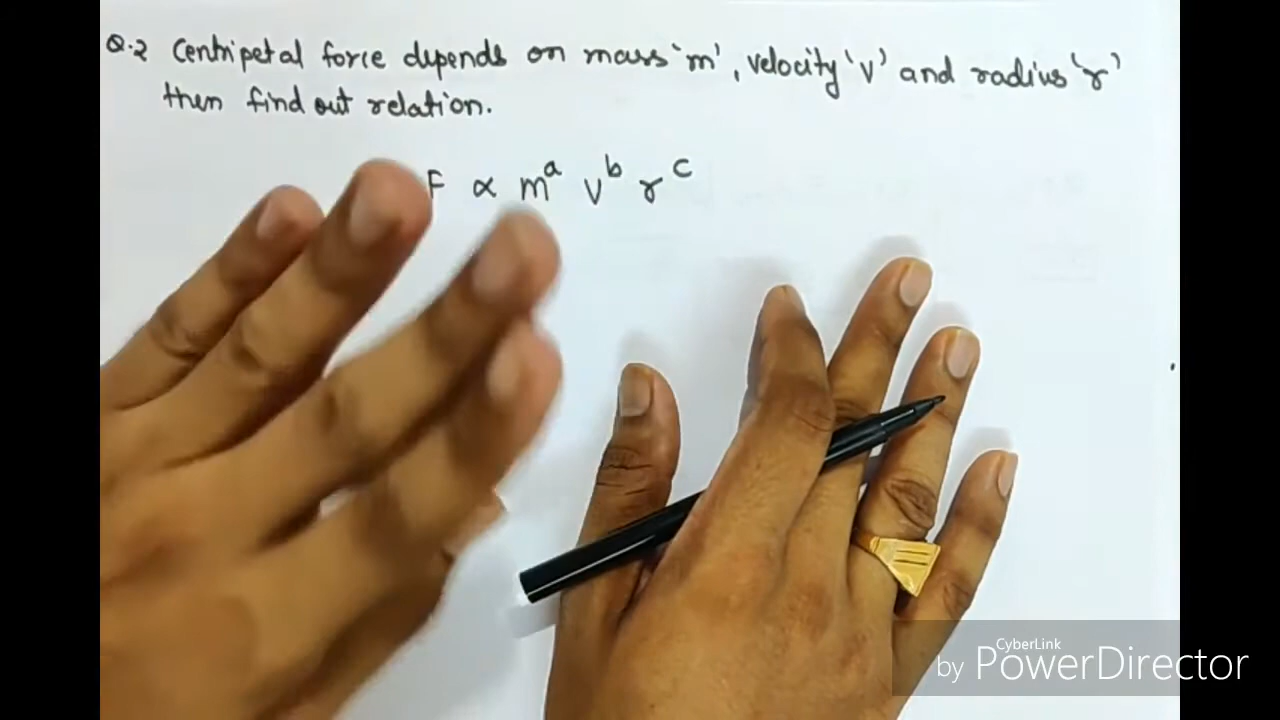 Q.2 Centripetal force depends on mass 'm', velocity 'v' and radius 'r'
then find out relation.
F ∝ m^a v^b r^c
CyberLink
by PowerDirector